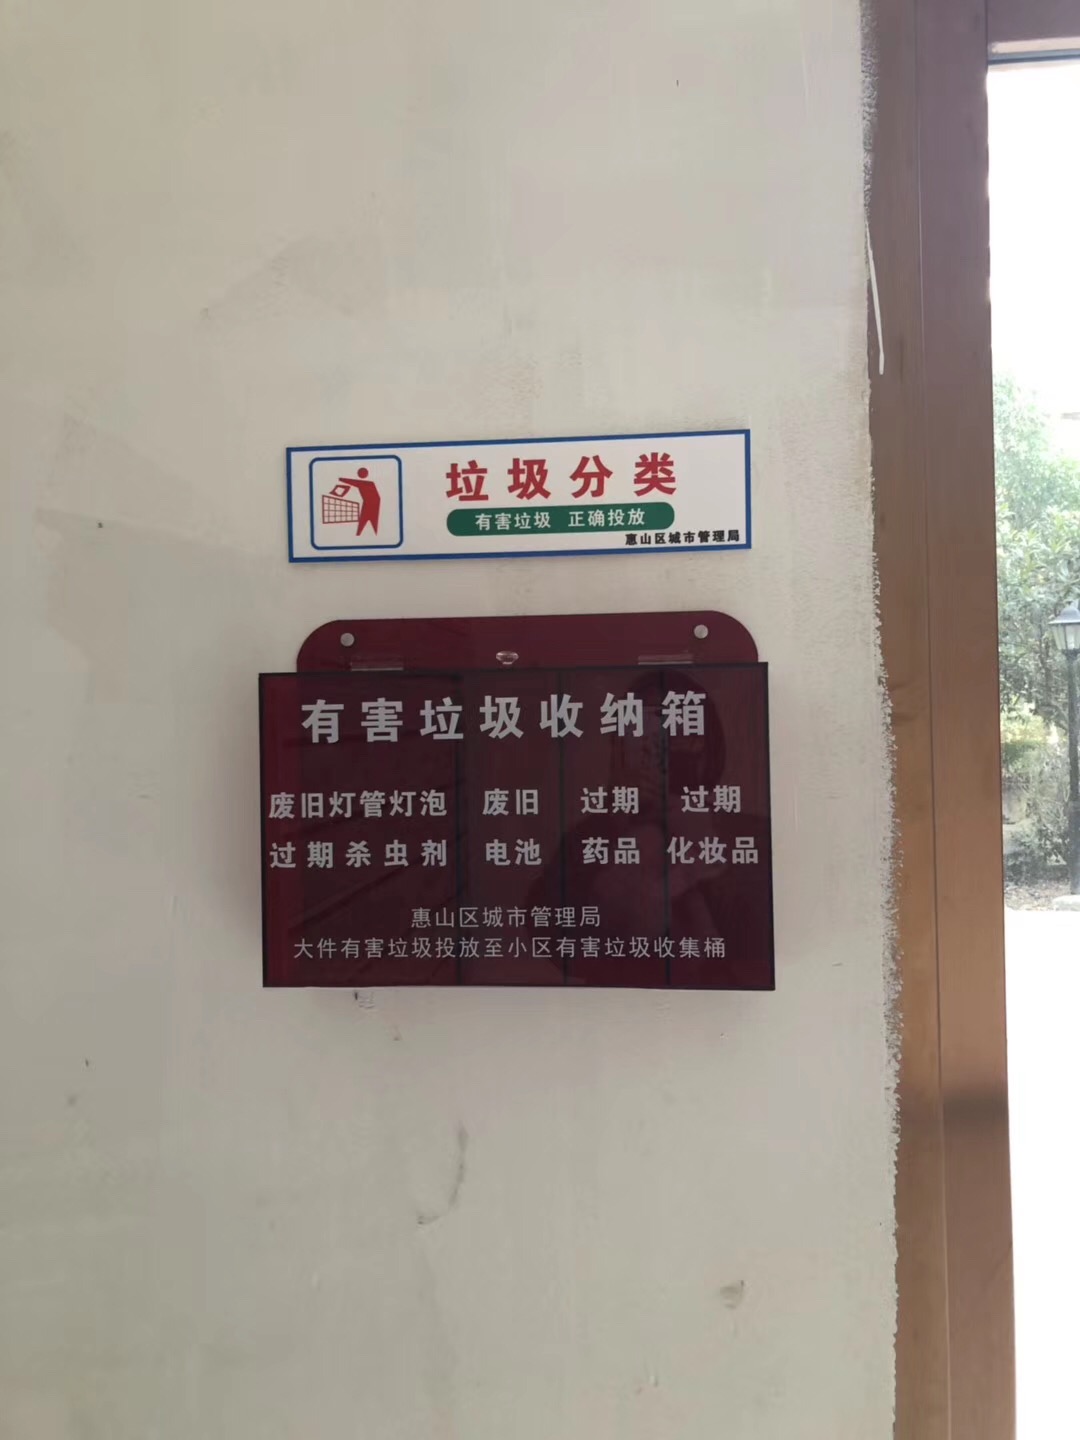 垃圾分类
有害垃圾 正确投放
惠山区城市管理局
有害垃圾收纳箱
废旧灯管灯泡 废旧 过期 过期
过期杀虫剂 电池 药品 化妆品
惠山区城市管理局
大件有害垃圾投放至小区有害垃圾收集桶